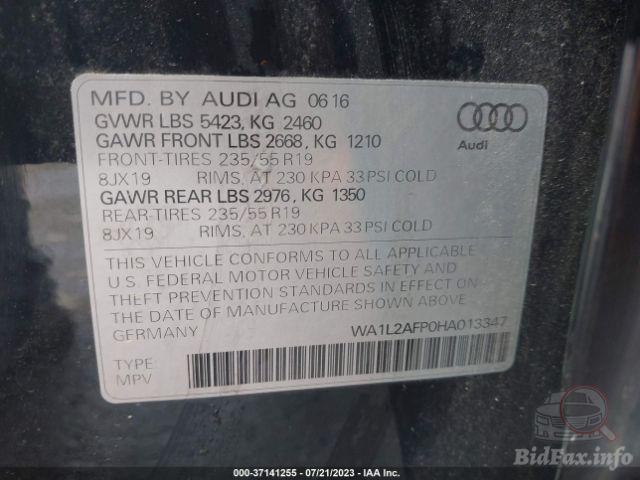 MFD. BY AUDI AG 06 16
GVWR LBS 5423, KG 2460
GAWR FRONT LBS 2668, KG 1210
FRONT-TIRES 235/55 R19
8JX19 RIMS, AT 230 KPA 33 PSI COLD
GAWR REAR LBS 2976, KG 1350
REAR-TIRES 235/55 R19
8JX19 RIMS, AT 230 KPA 33 PSI COLD
Audi
THIS VEHICLE CONFORMS TO ALL APPLICABLE
U.S. FEDERAL MOTOR VEHICLE SAFETY AND
THEFT PREVENTION STANDARDS IN EFFECT ON
THE DATE OF MANUFACTURE SHOWN ABOVE.
GERMANY WA1L2AFP0HA013347
TYPE
MPV
BidFax.info
000-37141255 - 07/21/2023 - IAA Inc.